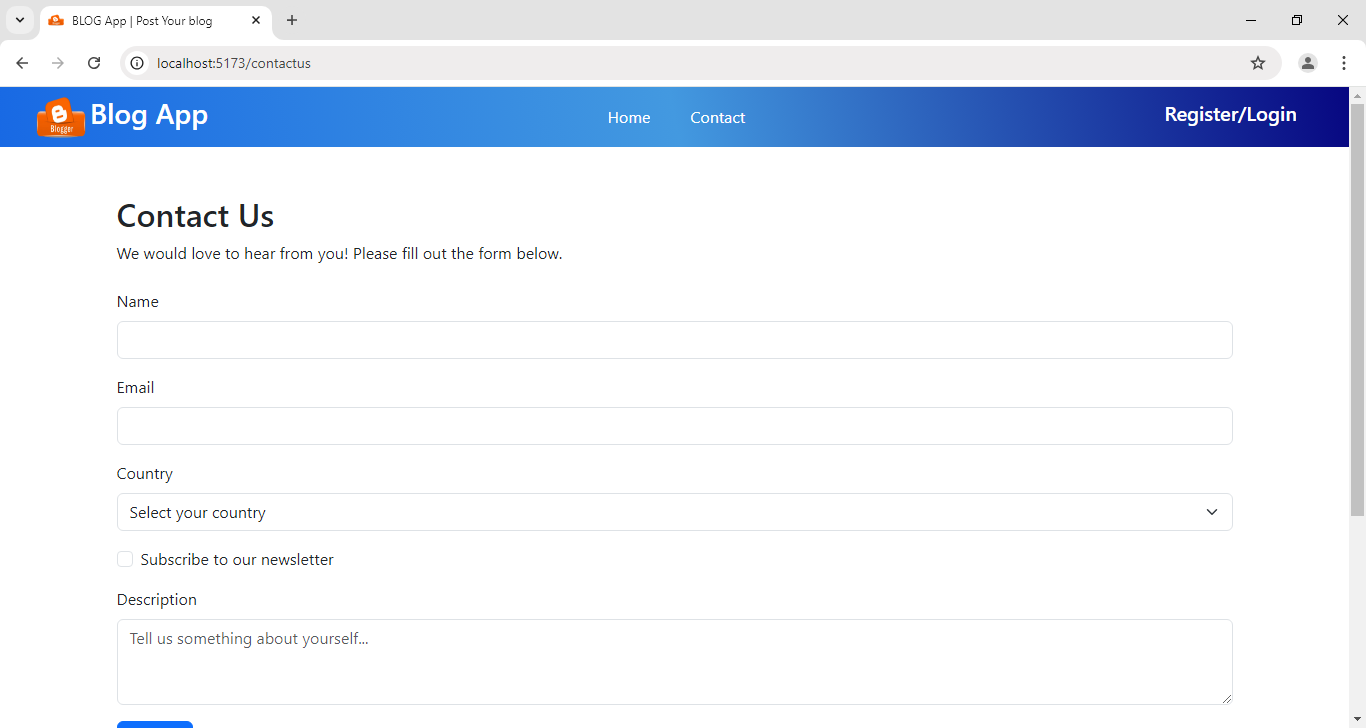 BLOG App | Post Your blog
localhost:5173/contactus
Blogger
Blog App
Home
Contact
Register/Login
Contact Us
We would love to hear from you! Please fill out the form below.
Name
Email
Country
Select your country
Subscribe to our newsletter
Description
Tell us something about yourself...